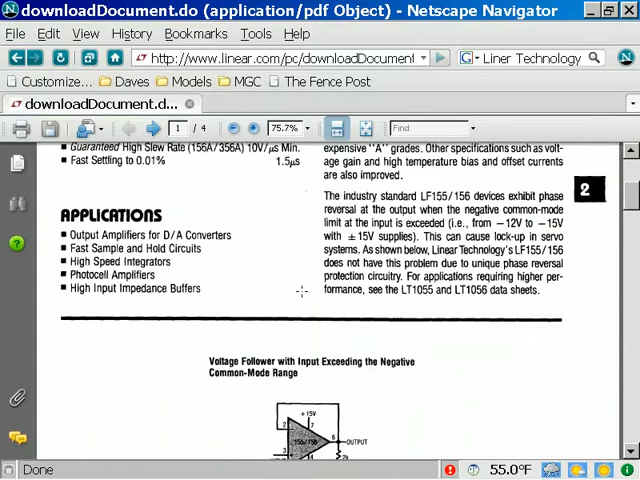 downloadDocument.do (application/pdf Object) - Netscape Navigator
File Edit View History Bookmarks Tools Help
http://www.linear.com/pc/downloadDocument
G Liner Technology
Customize... Daves Models MGC The Fence Post
downloadDocument.d...
1 / 4 75.7% Find
Guaranteed High Slew Rate (156A/356A) 10V/µs Min.
Fast Settling to 0.01% 1.5µs
APPLICATIONS
Output Amplifiers for D/A Converters
Fast Sample and Hold Circuits
High Speed Integrators
Photocell Amplifiers
High Input Impedance Buffers
expensive "A" grades. Other specifications such as volt-
age gain and high temperature bias and offset currents
are also improved.
The industry standard LF155/156 devices exhibit phase
reversal at the output when the negative common-mode
limit at the input is exceeded (i.e., from −12V to −15V
with ±15V supplies). This can cause lock-up in servo
systems. As shown below, Linear Technology's LF155/156
does not have this problem due to unique phase reversal
protection circuitry. For applications requiring higher per-
formance, see the LT1055 and LT1056 data sheets.
2
Voltage Follower with Input Exceeding the Negative
Common-Mode Range
+15V
2 7
155/156 6 OUTPUT
3
2k
Done 55.0°F